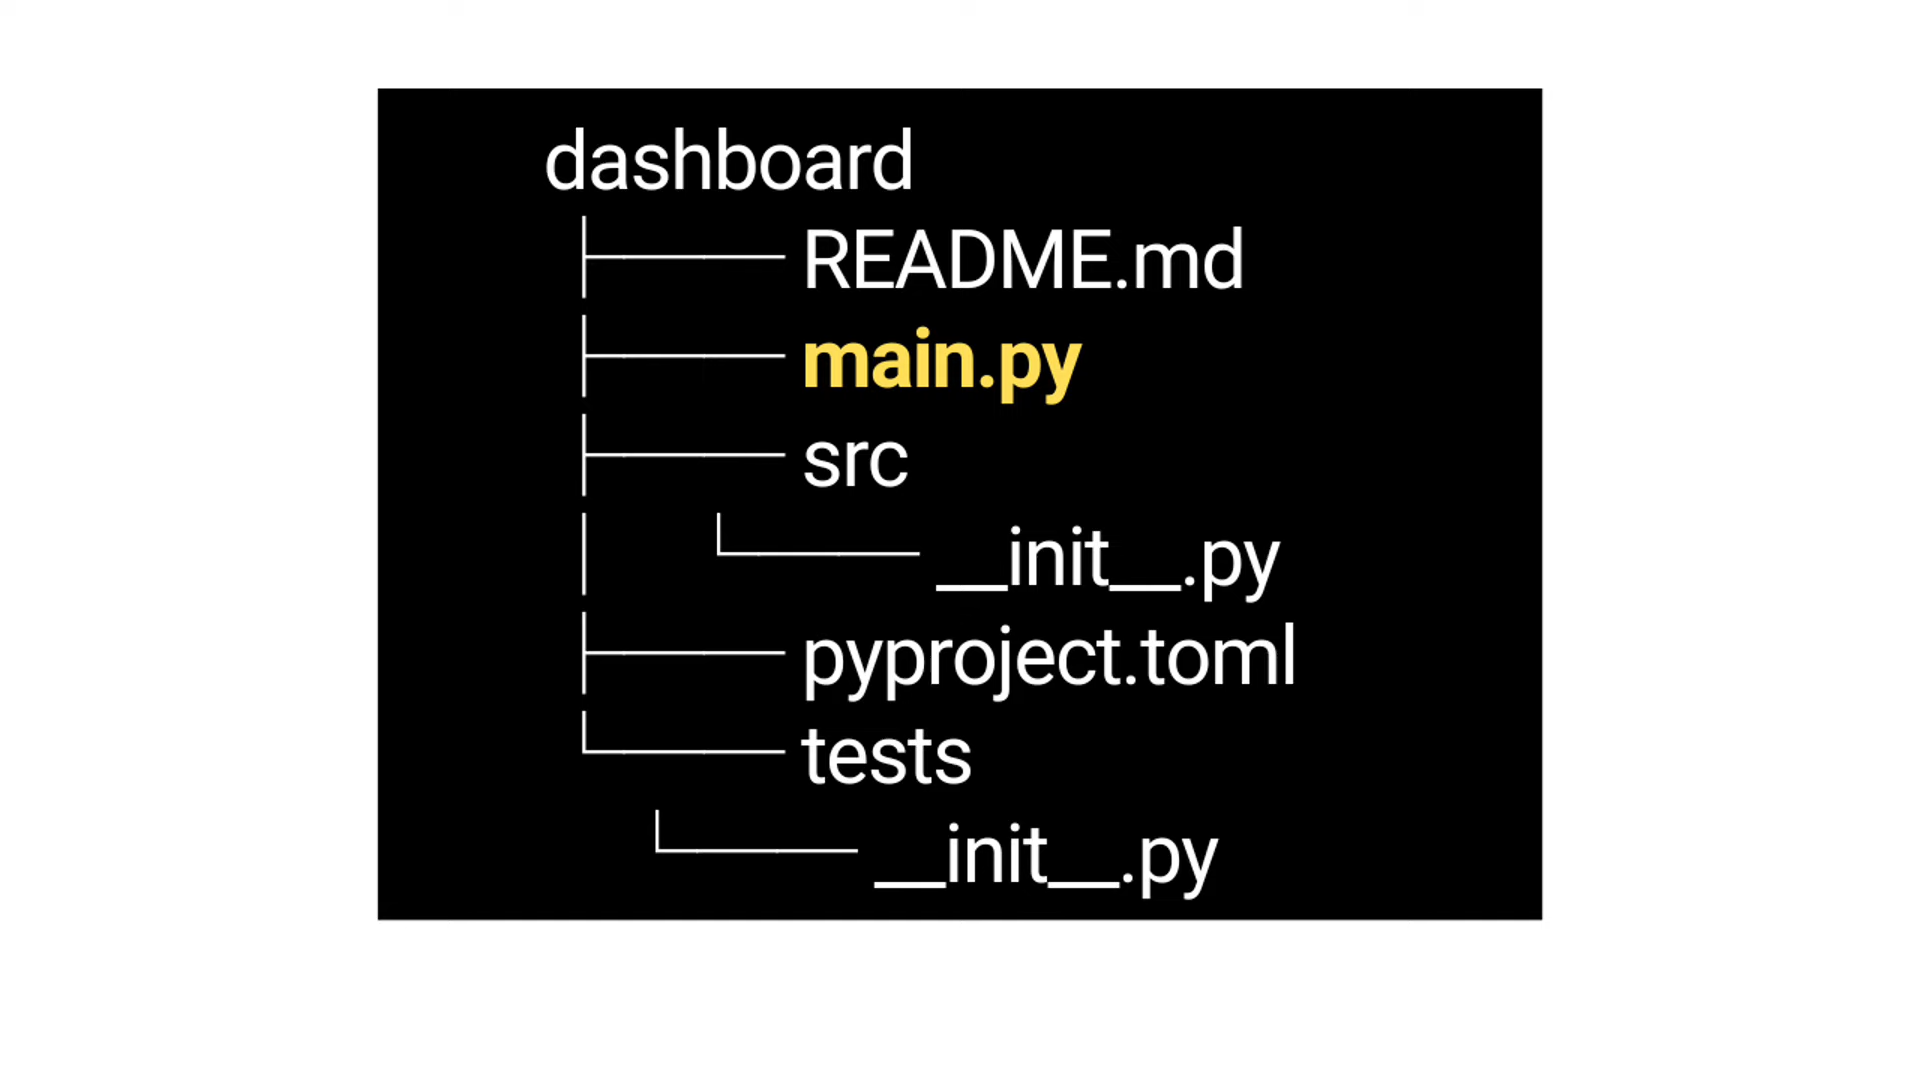 dashboard
├── README.md
├── main.py
├── src
│   └── __init__.py
├── pyproject.toml
└── tests
    └── __init__.py